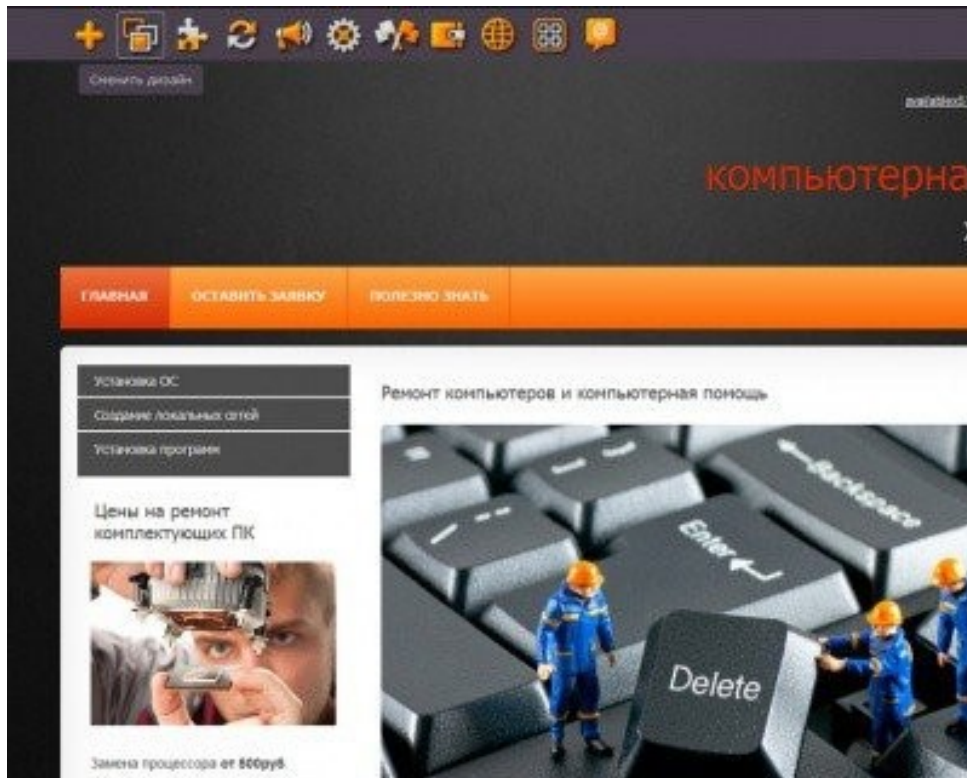 Сменить дизайн
компьютерна
ГЛАВНАЯ
ОСТАВИТЬ ЗАЯВКУ
ПОЛЕЗНО ЗНАТЬ
Установка ОС
Создание локальных сетей
Установка программ
Ремонт компьютеров и компьютерная помощь
Цены на ремонт
комплектующих ПК
Backspace
Enter
Delete
Замена процессора от 500руб